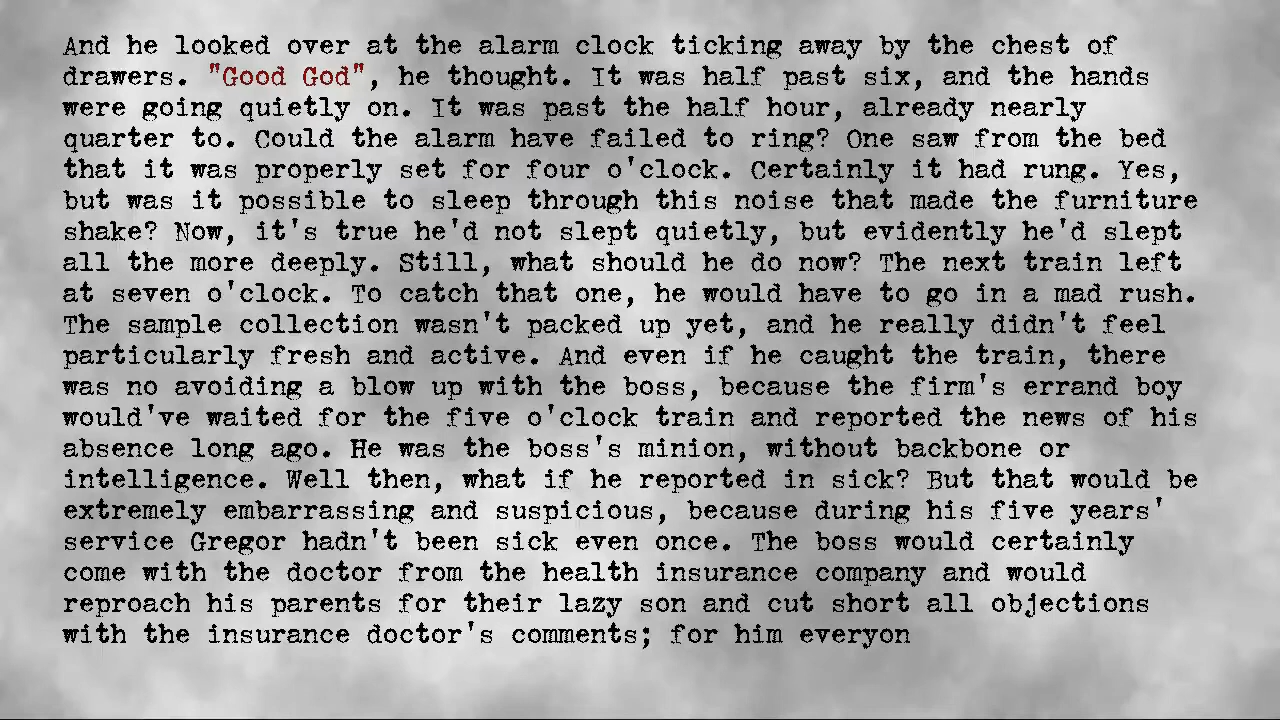 And he looked over at the alarm clock ticking away by the chest of
drawers. "Good God", he thought. It was half past six, and the hands
were going quietly on. It was past the half hour, already nearly
quarter to. Could the alarm have failed to ring? One saw from the bed
that it was properly set for four o'clock. Certainly it had rung. Yes,
but was it possible to sleep through this noise that made the furniture
shake? Now, it's true he'd not slept quietly, but evidently he'd slept
all the more deeply. Still, what should he do now? The next train left
at seven o'clock. To catch that one, he would have to go in a mad rush.
The sample collection wasn't packed up yet, and he really didn't feel
particularly fresh and active. And even if he caught the train, there
was no avoiding a blow up with the boss, because the firm's errand boy
would've waited for the five o'clock train and reported the news of his
absence long ago. He was the boss's minion, without backbone or
intelligence. Well then, what if he reported in sick? But that would be
extremely embarrassing and suspicious, because during his five years'
service Gregor hadn't been sick even once. The boss would certainly
come with the doctor from the health insurance company and would
reproach his parents for their lazy son and cut short all objections
with the insurance doctor's comments; for him everyon